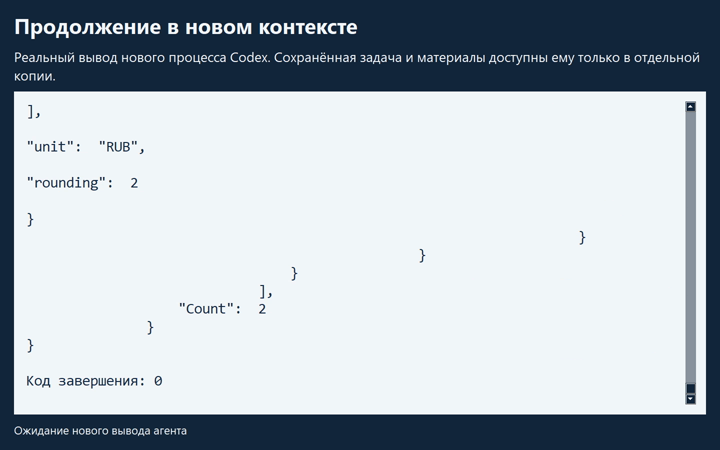 Продолжение в новом контексте
Реальный вывод нового процесса Codex. Сохранённая задача и материалы доступны ему только в отдельной
копии.
],
"unit":  "RUB",
"rounding":  2
}
}
}
}
],
"Count":  2
}
}
Код завершения: 0
Ожидание нового вывода агента